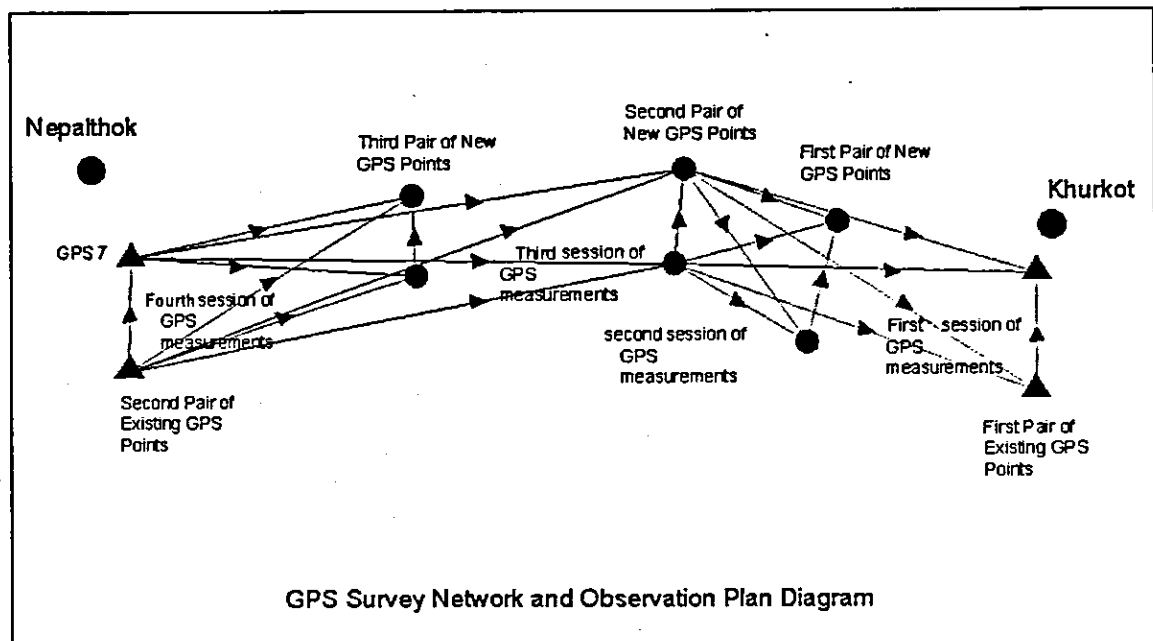 Nepalthok
Third Pair of New
GPS Points
Second Pair of
New GPS Points
First Pair of New
GPS Points
Khurkot
GPS 7
Third session of
GPS
measurements
Fourth session of
GPS
measurements
second session of
GPS
measurements
First session of
GPS
measurements
Second Pair of
Existing GPS
Points
First Pair of
Existing GPS
Points
GPS Survey Network and Observation Plan Diagram